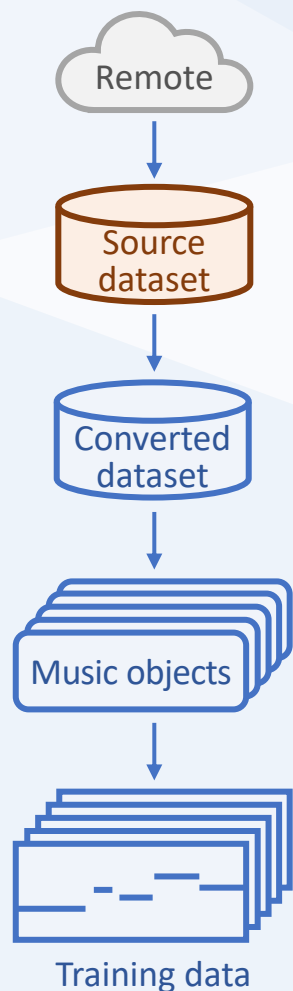 Remote
Source
dataset
Converted
dataset
Music objects
Training data